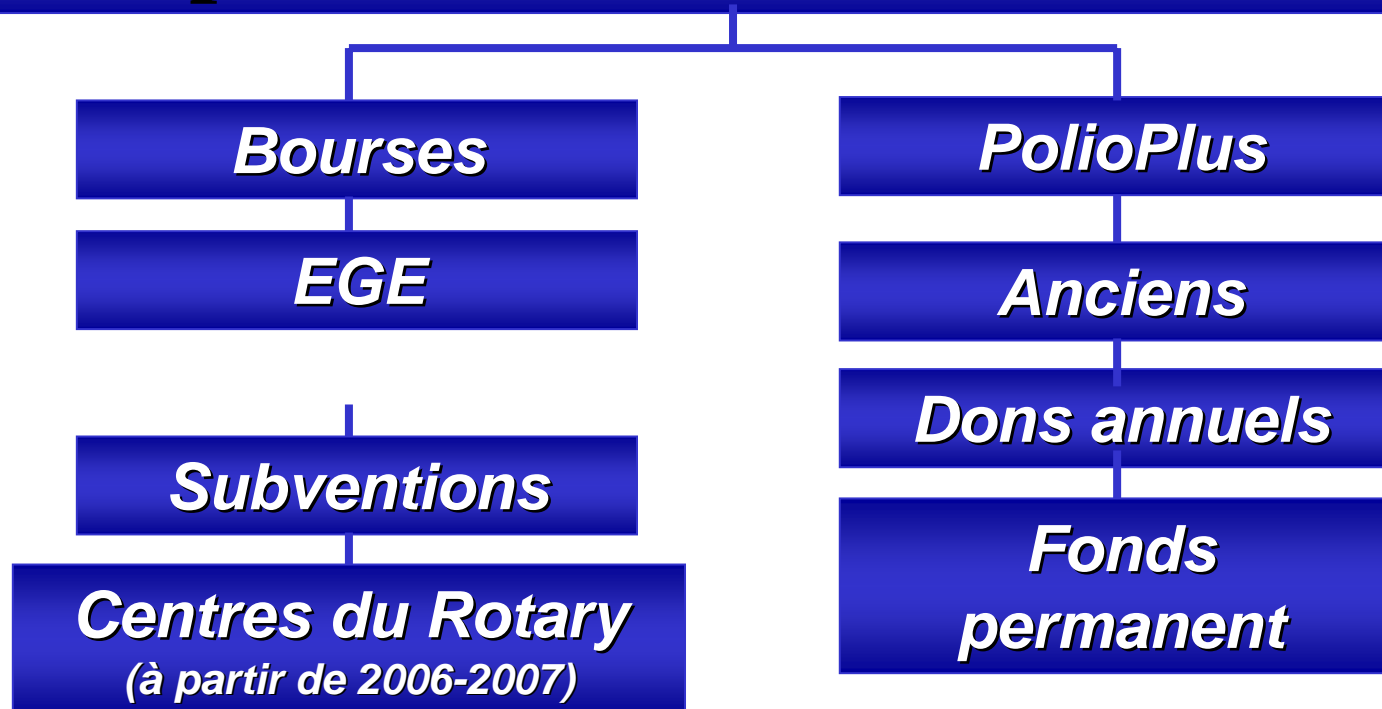 Bourses
EGE
Subventions
Centres du Rotary
(à partir de 2006-2007)
PolioPlus
Anciens
Dons annuels
Fonds
permanent